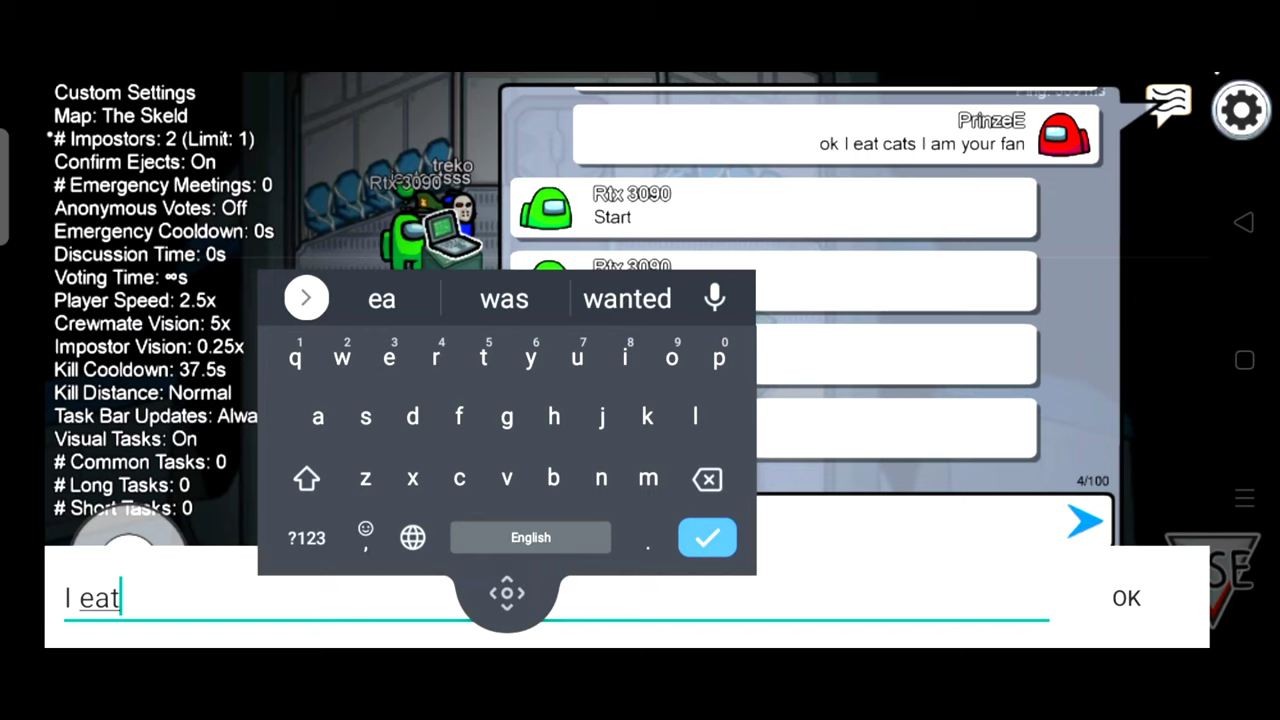 Custom Settings
Map: The Skeld
*# Impostors: 2 (Limit: 1)
Confirm Ejects: On
# Emergency Meetings: 0
Anonymous Votes: Off
Emergency Cooldown: 0s
Discussion Time: 0s
Voting Time: ∞s
Player Speed: 2.5x
Crewmate Vision: 5x
Impostor Vision: 0.25x
Kill Cooldown: 37.5s
Kill Distance: Normal
Task Bar Updates: Alwa
Visual Tasks: On
# Common Tasks: 0
# Long Tasks: 0
# Short Tasks: 0
treko
Rtx 3090
PrinzeE
ok I eat cats I am your fan
Rtx 3090
Start
Rtx 3090
4/100
ea was wanted
1 2 3 4 5 6 7 8 9 0
q w e r t y u i o p
a s d f g h j k l
z x c v b n m
?123 , English .
I eat
OK